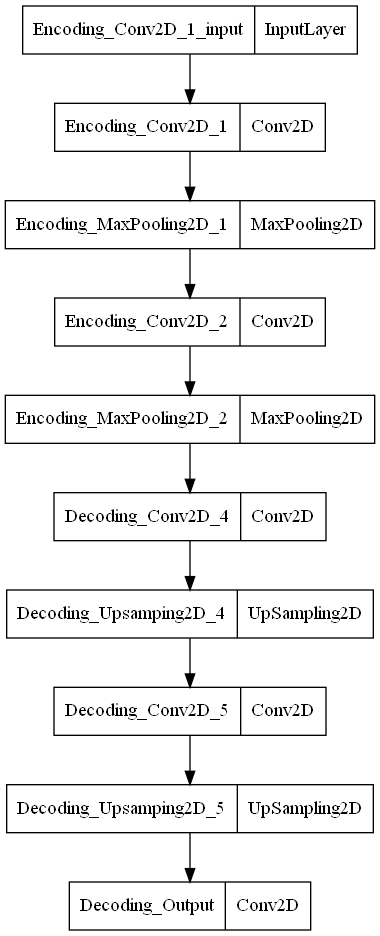 Encoding_Conv2D_1_input InputLayer
Encoding_Conv2D_1 Conv2D
Encoding_MaxPooling2D_1 MaxPooling2D
Encoding_Conv2D_2 Conv2D
Encoding_MaxPooling2D_2 MaxPooling2D
Decoding_Conv2D_4 Conv2D
Decoding_Upsamping2D_4 UpSampling2D
Decoding_Conv2D_5 Conv2D
Decoding_Upsamping2D_5 UpSampling2D
Decoding_Output Conv2D